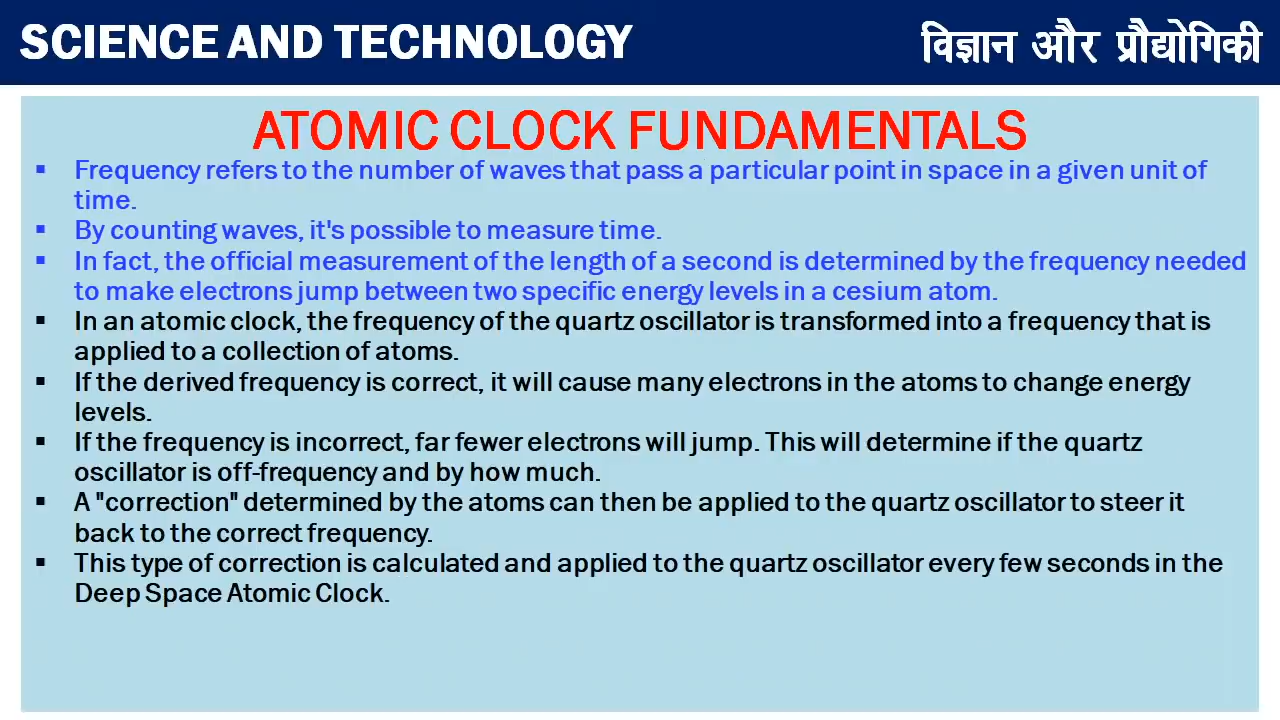 SCIENCE AND TECHNOLOGY
विज्ञान और प्रौद्योगिकी
ATOMIC CLOCK FUNDAMENTALS
▪ Frequency refers to the number of waves that pass a particular point in space in a given unit of
time.
▪ By counting waves, it's possible to measure time.
▪ In fact, the official measurement of the length of a second is determined by the frequency needed
to make electrons jump between two specific energy levels in a cesium atom.
▪ In an atomic clock, the frequency of the quartz oscillator is transformed into a frequency that is
applied to a collection of atoms.
▪ If the derived frequency is correct, it will cause many electrons in the atoms to change energy
levels.
▪ If the frequency is incorrect, far fewer electrons will jump. This will determine if the quartz
oscillator is off-frequency and by how much.
▪ A "correction" determined by the atoms can then be applied to the quartz oscillator to steer it
back to the correct frequency.
▪ This type of correction is calculated and applied to the quartz oscillator every few seconds in the
Deep Space Atomic Clock.